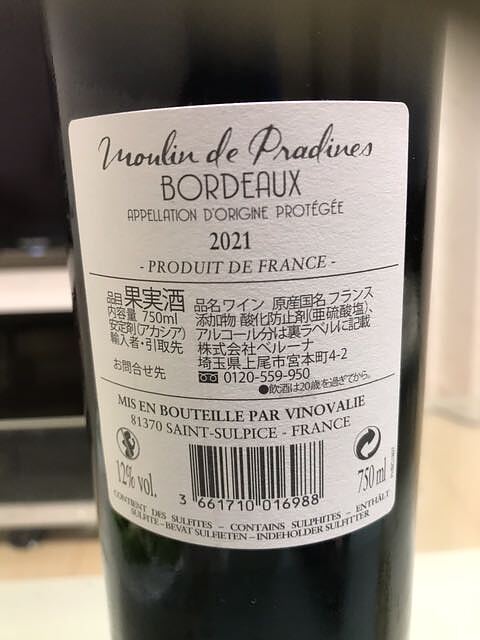 Moulin de Pradines
BORDEAUX
APPELLATION D'ORIGINE PROTÉGÉE
2021
- PRODUIT DE FRANCE -
品目 果実酒 品名 ワイン 原産国名 フランス
内容量 750ml 添加物 酸化防止剤(亜硫酸塩)、
安定剤(アカシア) アルコール分は裏ラベルに記載
輸入者・引取先 株式会社ベルーナ
埼玉県上尾市宮本町4-2
お問合せ先 0120-559-950
●飲酒は20歳を過ぎてから。
MIS EN BOUTEILLE PAR VINOVALIE
81370 SAINT-SULPICE - FRANCE
12% vol.
750 ml
3 661710 016988
CONTIENT DES SULFITES – CONTAINS SULPHITES – ENTHÄLT
SULFITE – BEVAT SULFIETEN – INDEHOLDER SULFITTER